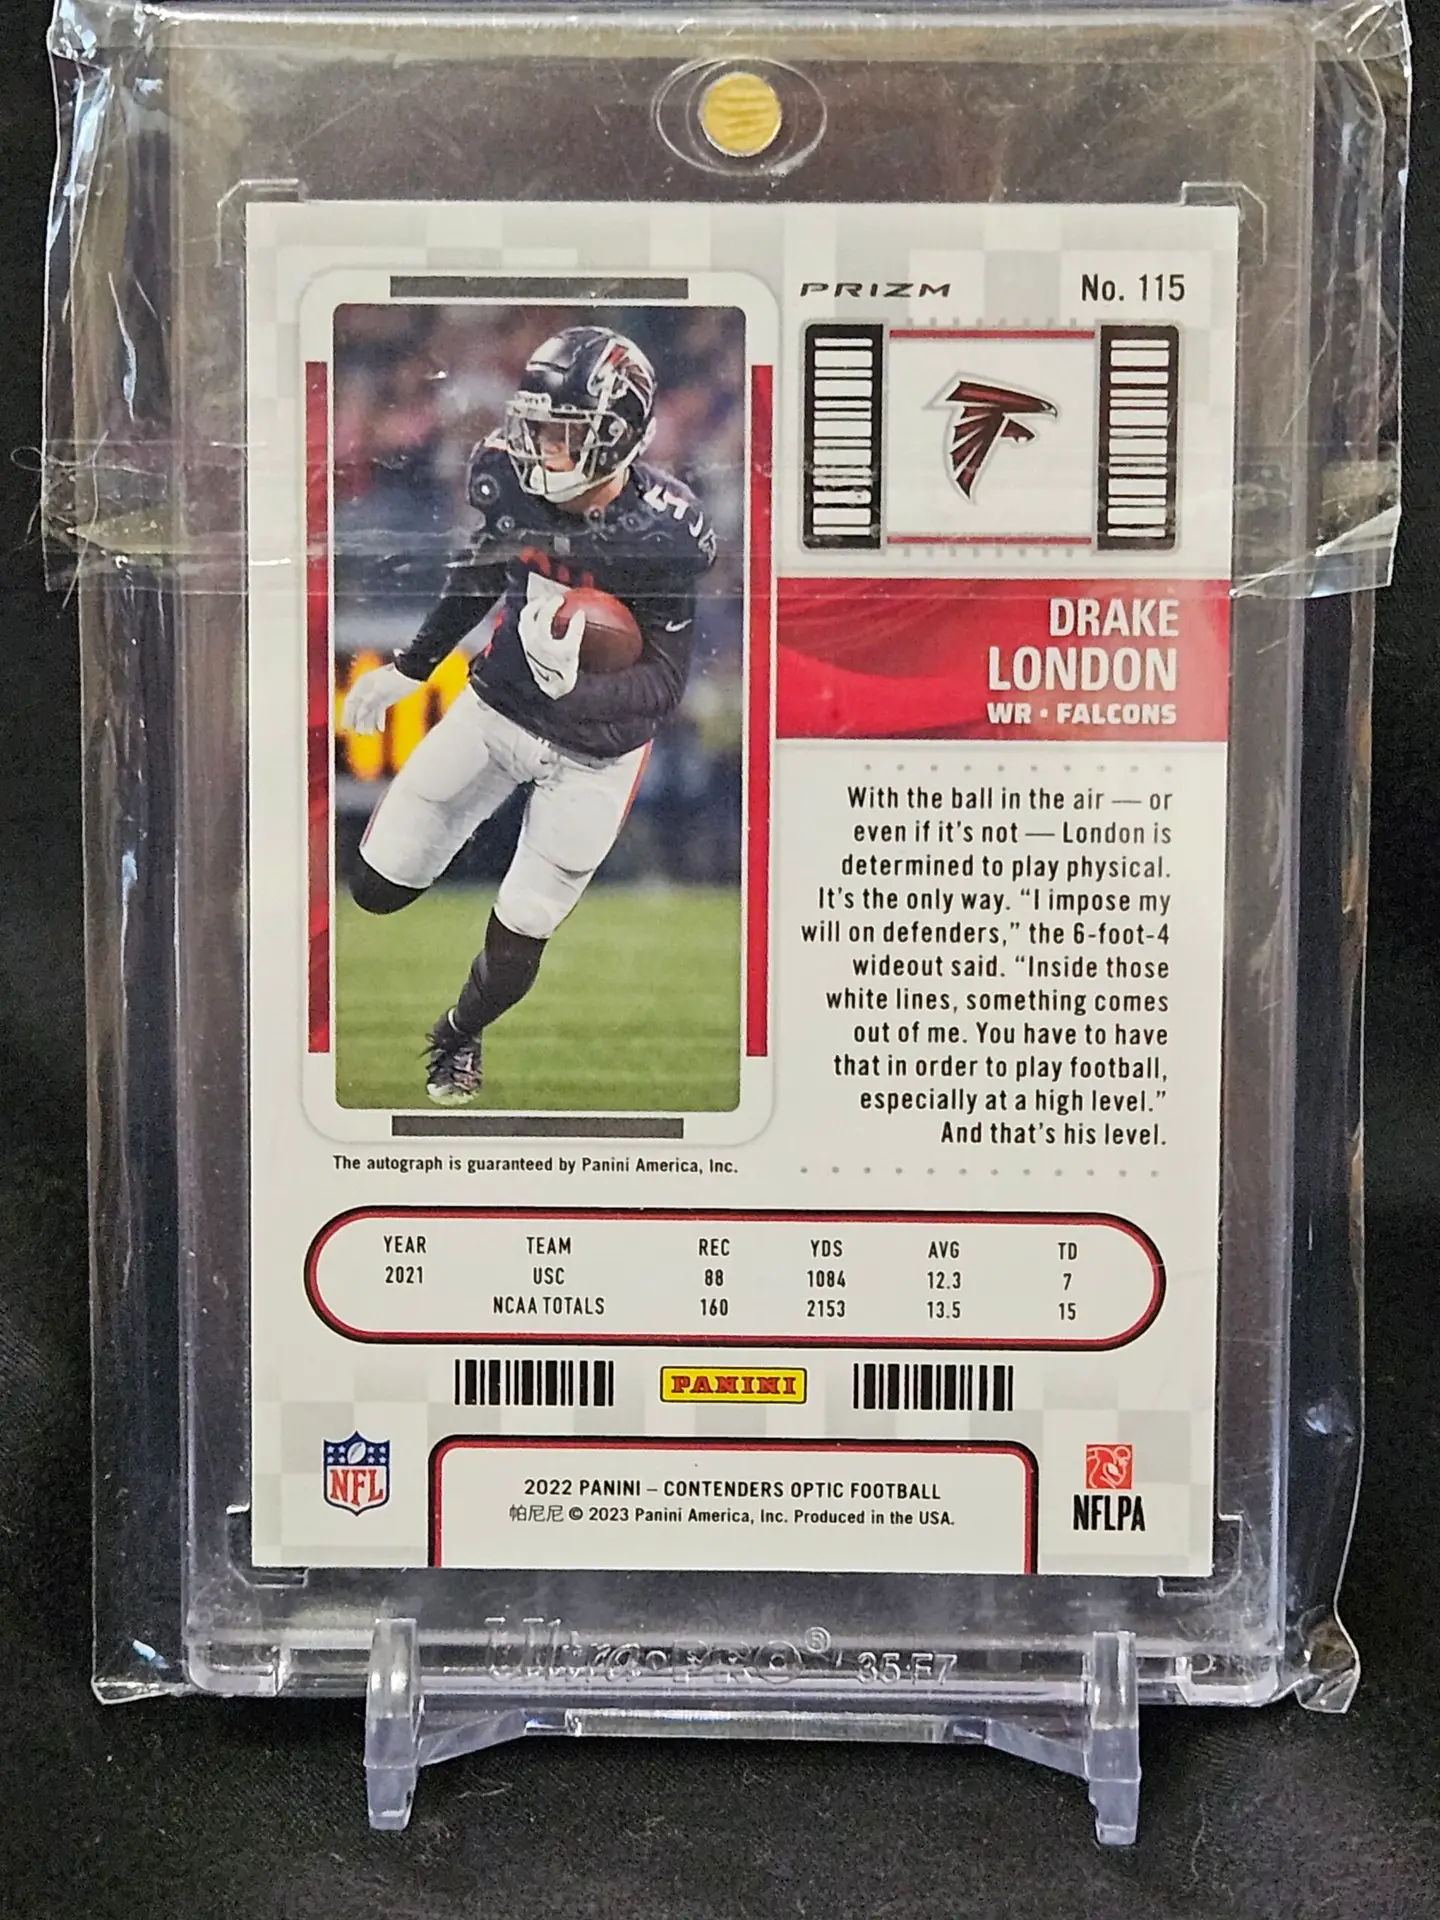 PRIZM
No. 115
DRAKE
LONDON
WR • FALCONS
With the ball in the air — or
even if it's not — London is
determined to play physical.
It's the only way. “I impose my
will on defenders,” the 6-foot-4
wideout said. “Inside those
white lines, something comes
out of me. You have to have
that in order to play football,
especially at a high level.”
And that's his level.
The autograph is guaranteed by Panini America, Inc.
YEAR TEAM REC YDS AVG TD
2021 USC 88 1084 12.3 7
NCAA TOTALS 160 2153 13.5 15
PANINI
NFL
2022 PANINI – CONTENDERS OPTIC FOOTBALL
帕尼尼 © 2023 Panini America, Inc. Produced in the USA.
NFLPA
Ultra·PRO®